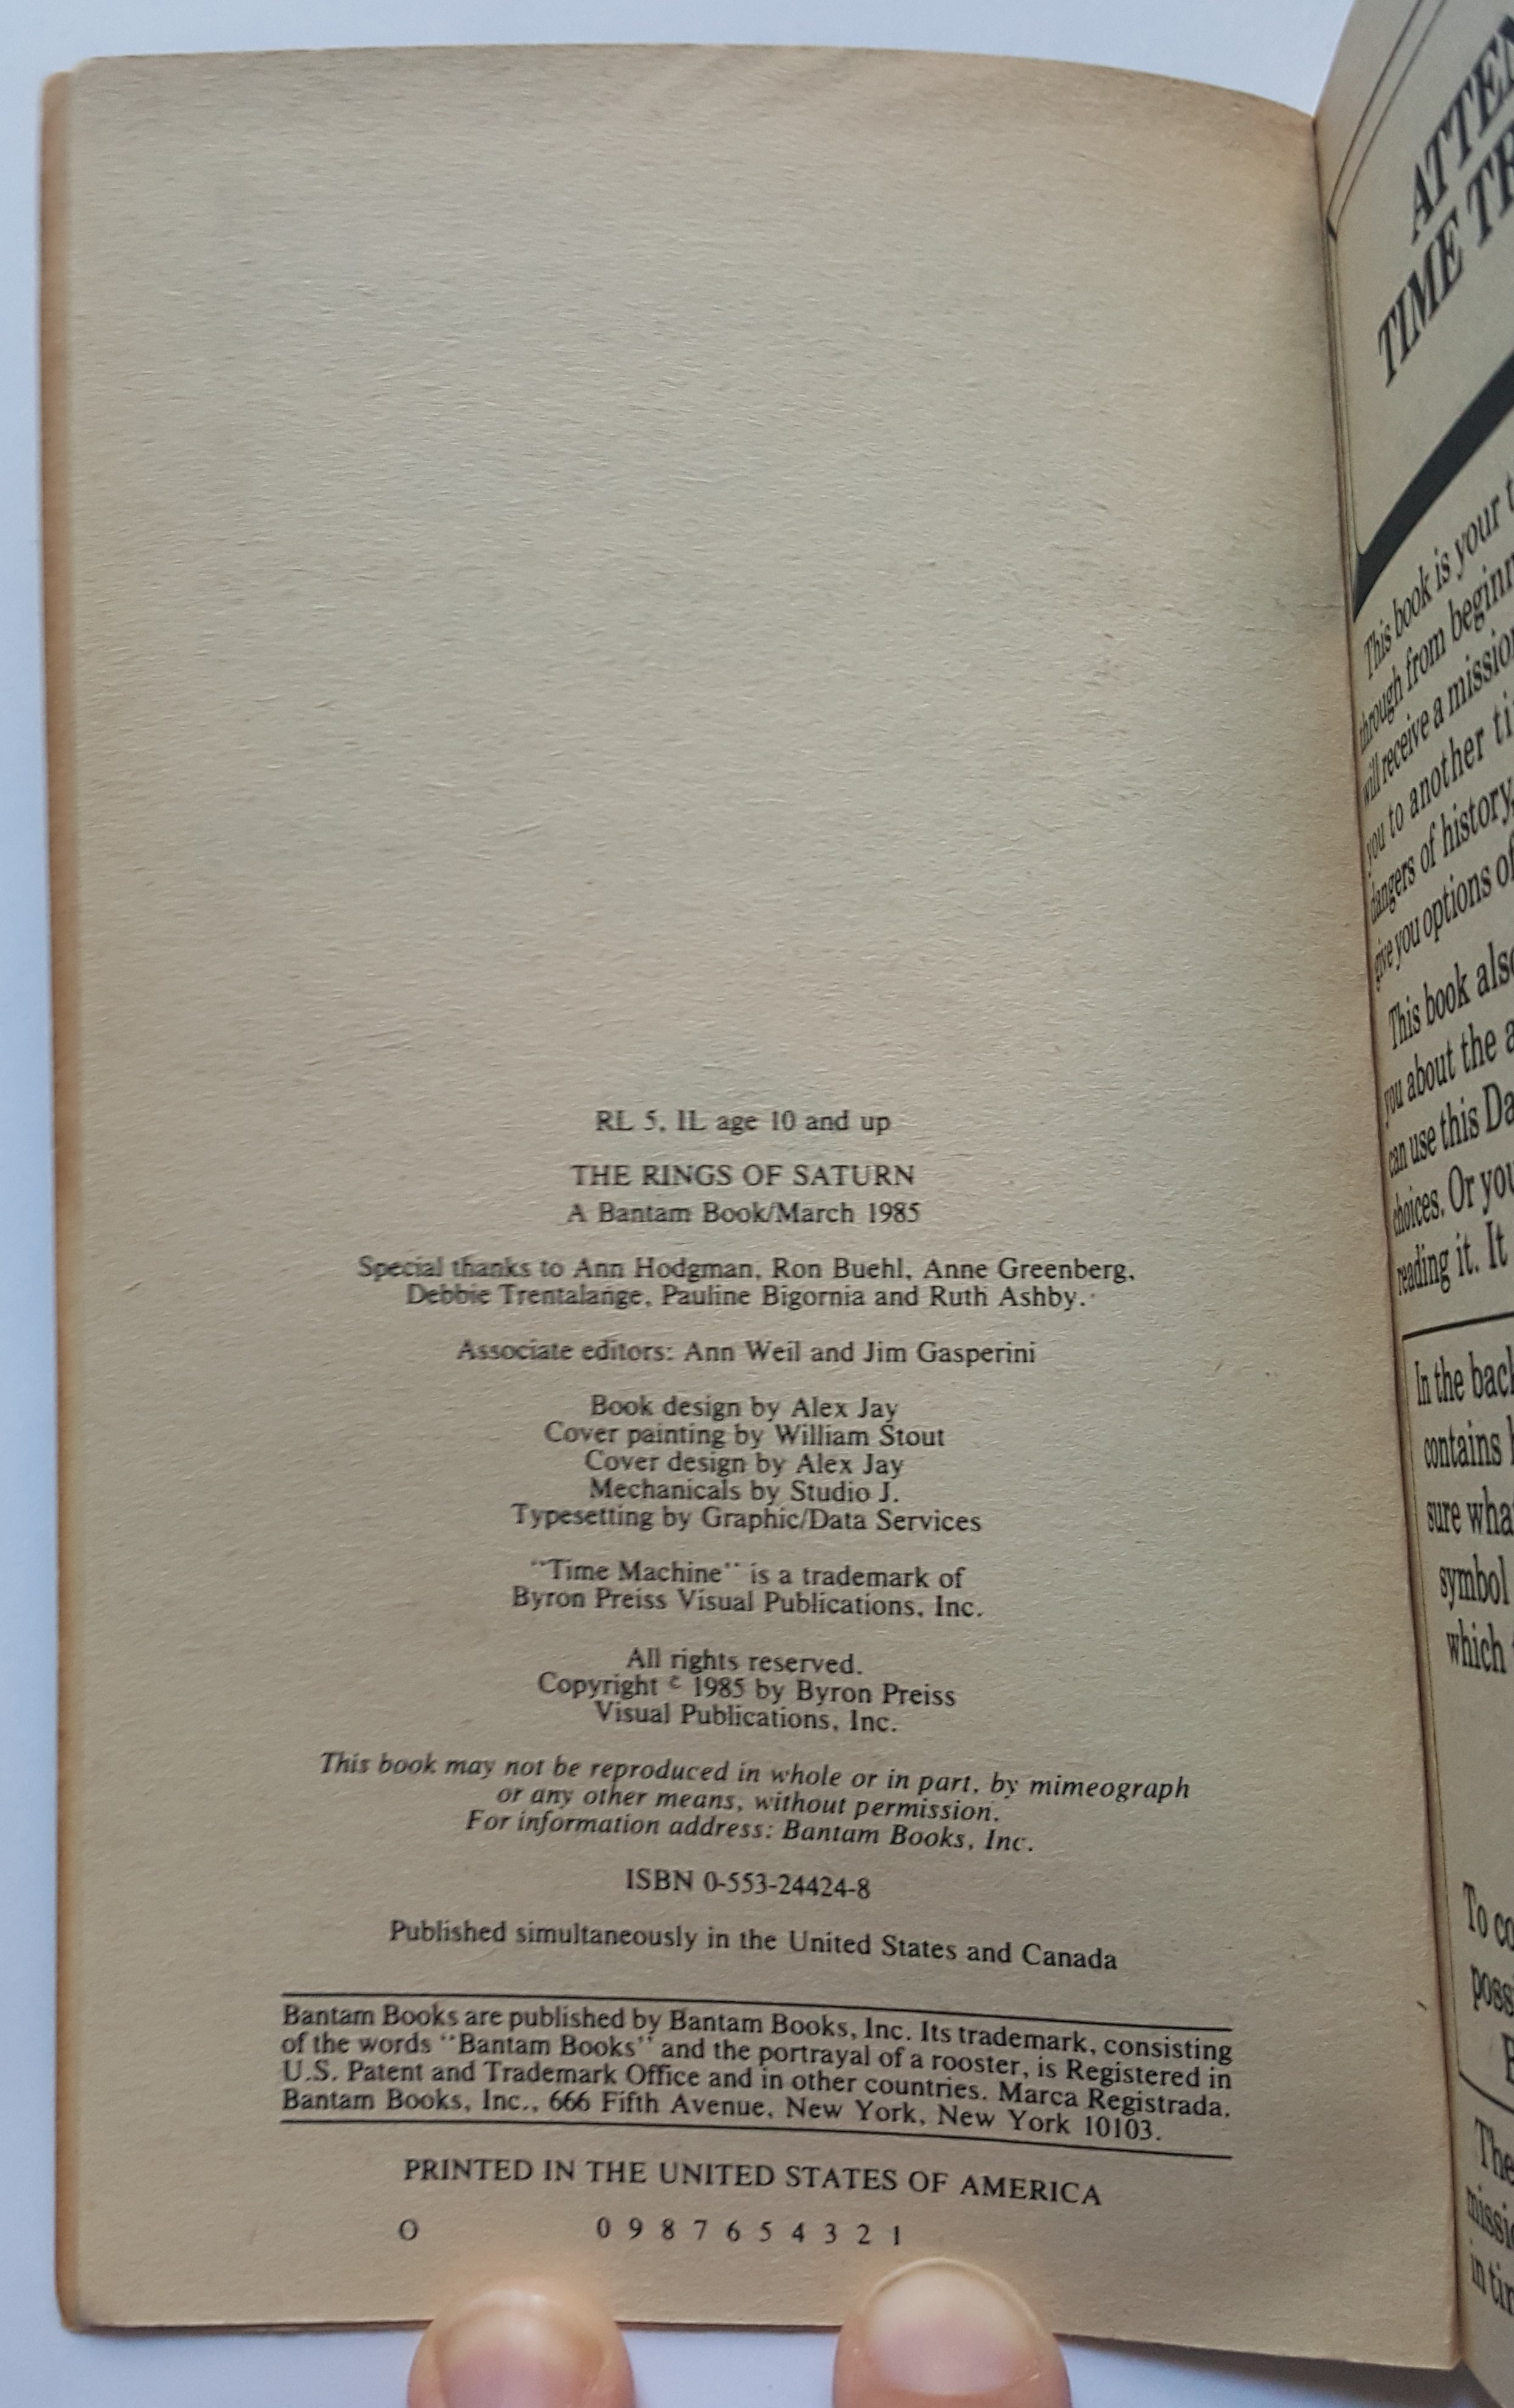 RL 5, IL age 10 and up
THE RINGS OF SATURN
A Bantam Book/March 1985
Special thanks to Ann Hodgman, Ron Buehl, Anne Greenberg,
Debbie Trentalange, Pauline Bigornia and Ruth Ashby.
Associate editors: Ann Weil and Jim Gasperini
Book design by Alex Jay
Cover painting by William Stout
Cover design by Alex Jay
Mechanicals by Studio J.
Typesetting by Graphic/Data Services
"Time Machine" is a trademark of
Byron Preiss Visual Publications, Inc.
All rights reserved.
Copyright © 1985 by Byron Preiss
Visual Publications, Inc.
This book may not be reproduced in whole or in part, by mimeograph
or any other means, without permission.
For information address: Bantam Books, Inc.
ISBN 0-553-24424-8
Published simultaneously in the United States and Canada
Bantam Books are published by Bantam Books, Inc. Its trademark, consisting
of the words "Bantam Books" and the portrayal of a rooster, is Registered in
U.S. Patent and Trademark Office and in other countries. Marca Registrada.
Bantam Books, Inc., 666 Fifth Avenue, New York, New York 10103.
PRINTED IN THE UNITED STATES OF AMERICA
O 0 9 8 7 6 5 4 3 2 1
TIME
This book is your
through from
will receive a
you to another
dangers of history,
give you options
This book
you about the
can use this
choices. Or
reading it. It
In the
contains
sure
symbol
which
To